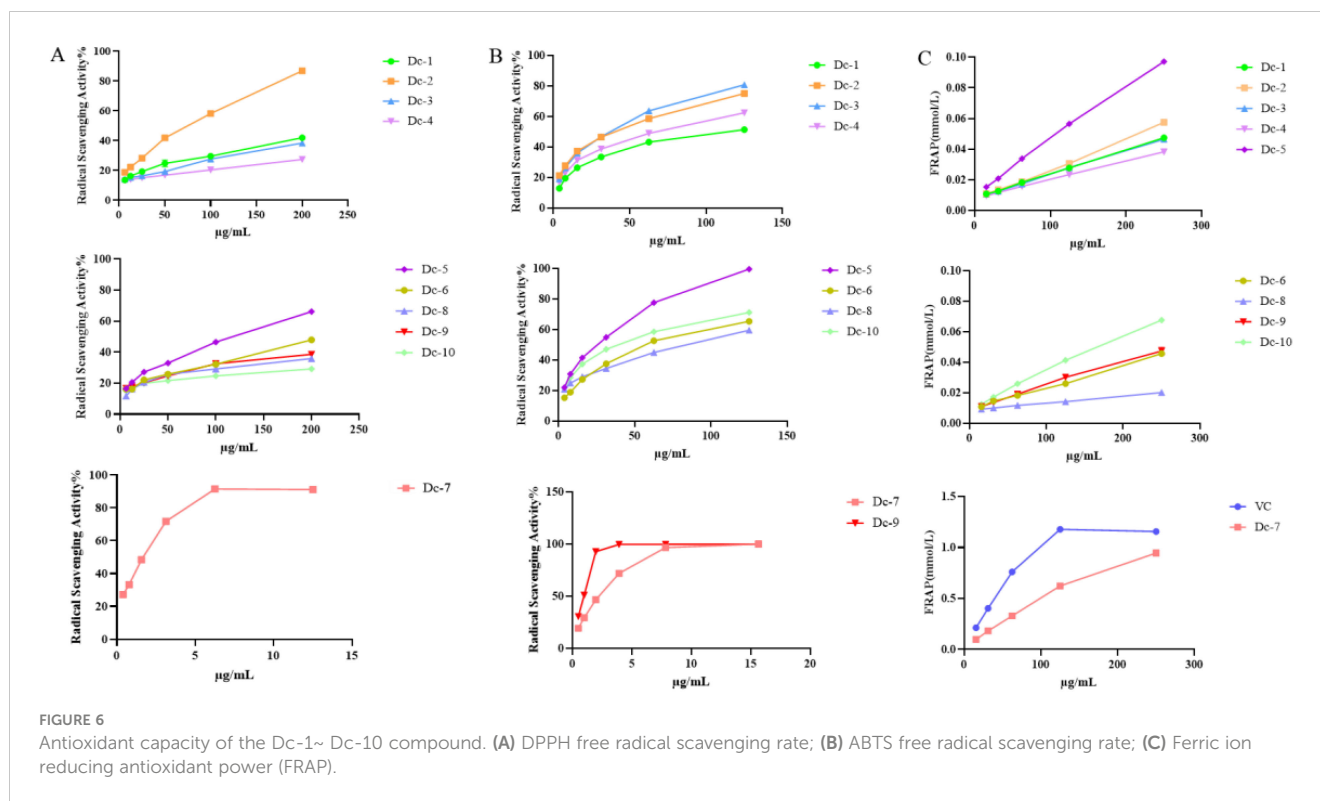 A
Radical Scavenging Activity%
100
80
60
40
20
0
0 50 100 150 200 250
µg/mL
Dc-1
Dc-2
Dc-3
Dc-4
B
Radical Scavenging Activity%
100
80
60
40
20
0
0 50 100 150
µg/mL
Dc-1
Dc-2
Dc-3
Dc-4
C
FRAP(mmol/L)
0.10
0.08
0.06
0.04
0.02
0.00
0 100 200 300
µg/mL
Dc-1
Dc-2
Dc-3
Dc-4
Dc-5
Radical Scavenging Activity%
100
80
60
40
20
0
0 50 100 150 200 250
µg/mL
Dc-5
Dc-6
Dc-8
Dc-9
Dc-10
Radical Scavenging Activity%
100
80
60
40
20
0
0 50 100 150
µg/mL
Dc-5
Dc-6
Dc-8
Dc-10
FRAP(mmol/L)
0.10
0.08
0.06
0.04
0.02
0.00
0 100 200 300
µg/mL
Dc-6
Dc-8
Dc-9
Dc-10
Radical Scavenging Activity%
100
80
60
40
20
0
0 5 10 15
µg/mL
Dc-7
Radical Scavenging Activity%
150
100
50
0
0 5 10 15 20
µg/mL
Dc-7
Dc-9
FRAP(mmol/L)
1.5
1.0
0.5
0.0
0 100 200 300
µg/mL
VC
Dc-7
FIGURE 6
Antioxidant capacity of the Dc-1~ Dc-10 compound. (A) DPPH free radical scavenging rate; (B) ABTS free radical scavenging rate; (C) Ferric ion
reducing antioxidant power (FRAP).